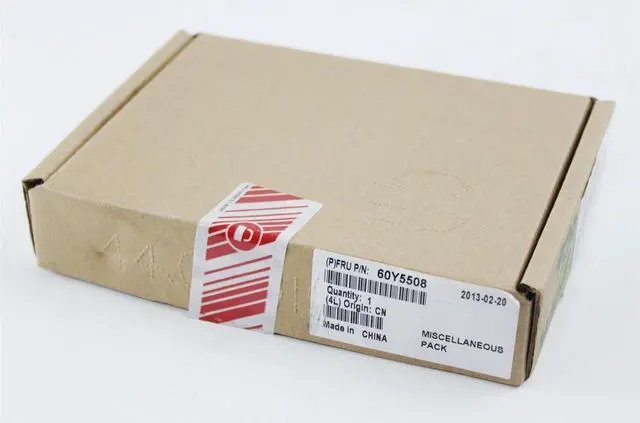 (P)FRU P/N: 60Y5508
2013-02-20
Quantity: 1
(4L) Origin: CN
Made in CHINA
MISCELLANEOUS
PACK